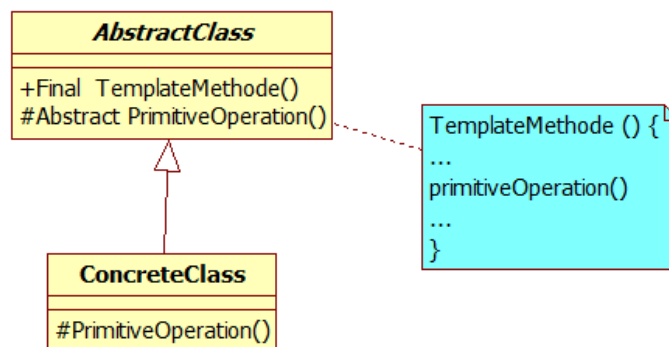 AbstractClass
+Final TemplateMethode()
#Abstract PrimitiveOperation()
TemplateMethode () {
...
primitiveOperation()
...
}
ConcreteClass
#PrimitiveOperation()